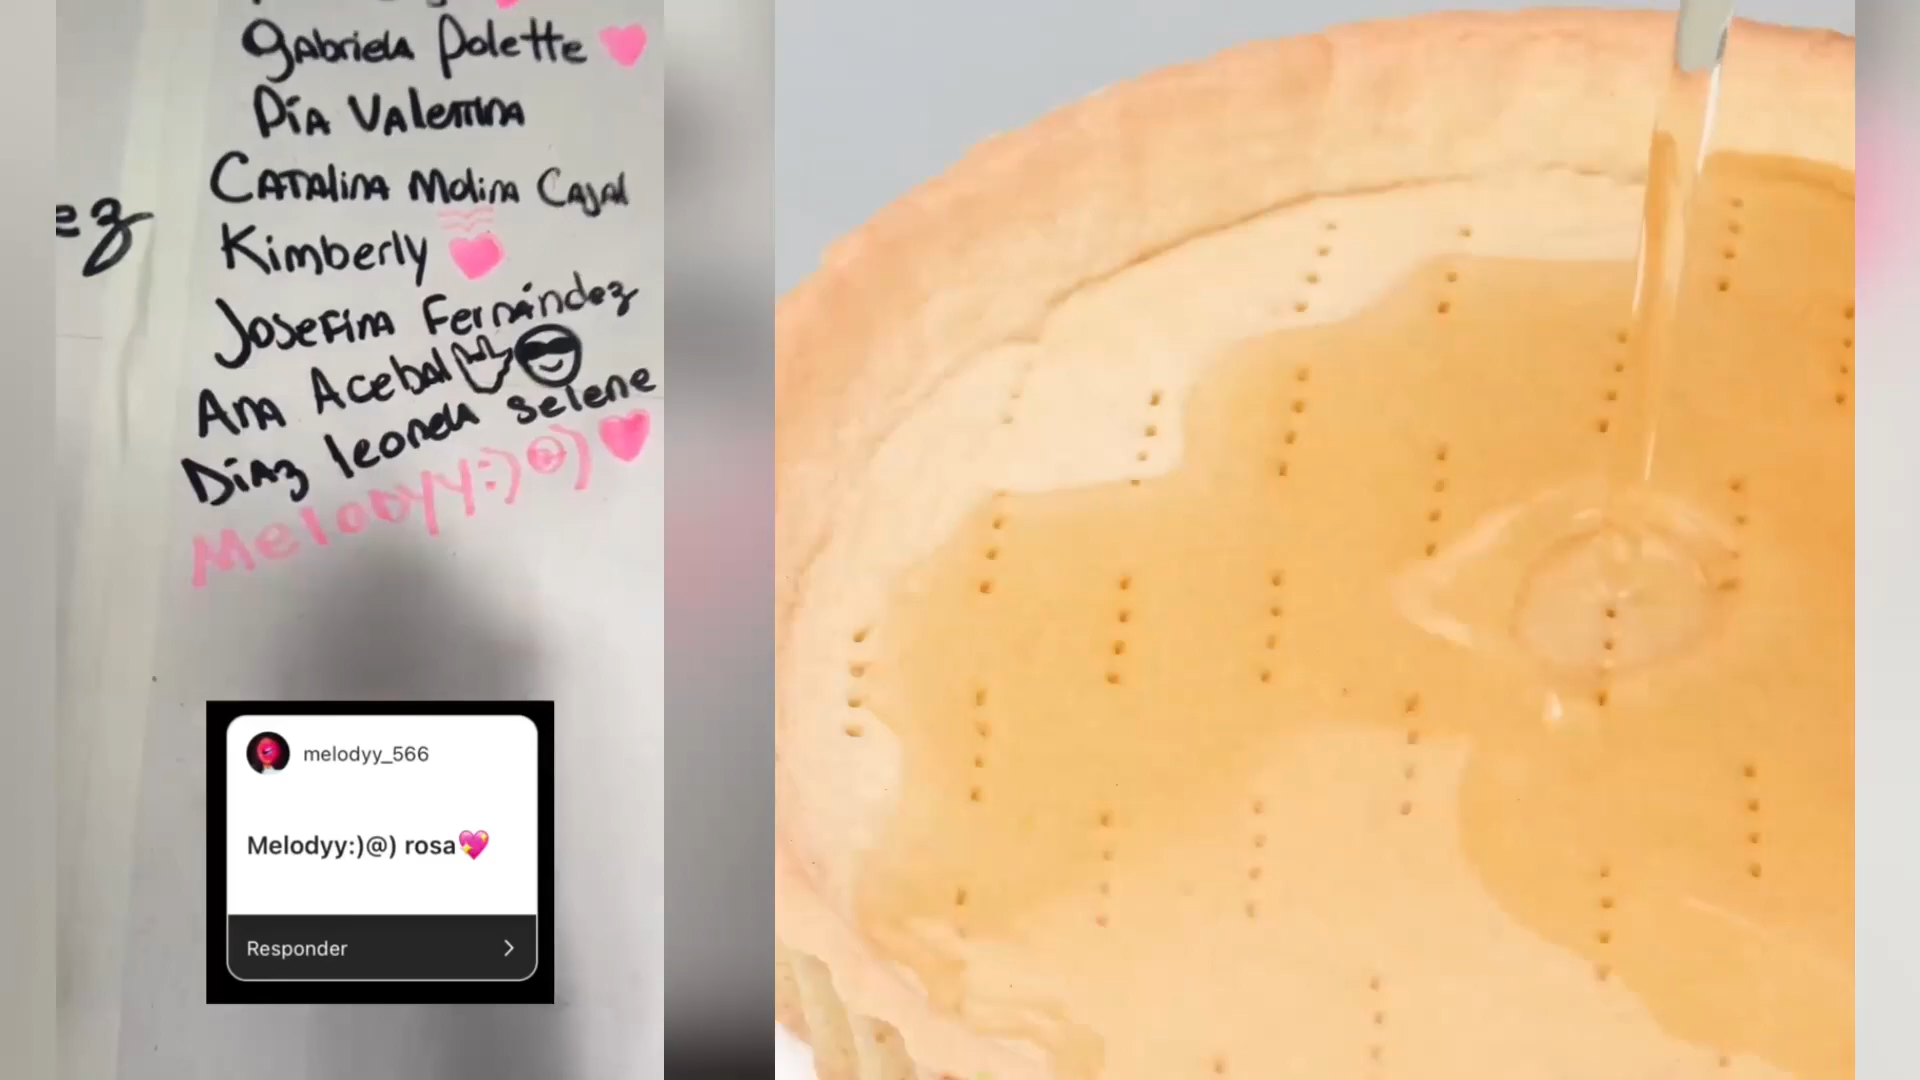 Gabriela Polette
Pía Valentina
Catalina Molina Cajal
ez
Kimberly
Josefina Fernández
Ana Acebal
Diaz leonela Selene
Melodyy:)@)
melodyy_566
Melodyy:)@) rosa💖
Responder